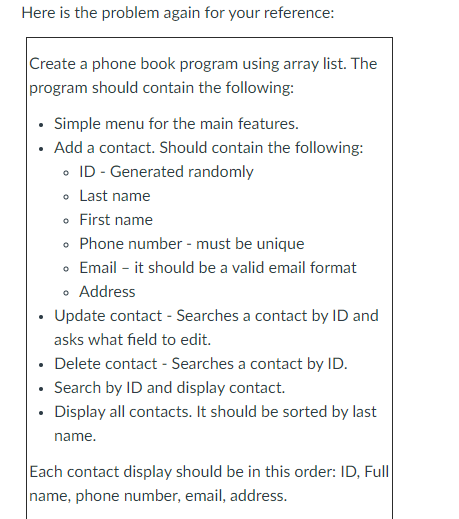 Here is the problem again for your reference:
Create a phone book program using array list. The
program should contain the following:
• Simple menu for the main features.
• Add a contact. Should contain the following:
◦ ID - Generated randomly
◦ Last name
◦ First name
◦ Phone number - must be unique
◦ Email – it should be a valid email format
◦ Address
• Update contact - Searches a contact by ID and
asks what field to edit.
• Delete contact - Searches a contact by ID.
• Search by ID and display contact.
• Display all contacts. It should be sorted by last
name.
Each contact display should be in this order: ID, Full
name, phone number, email, address.